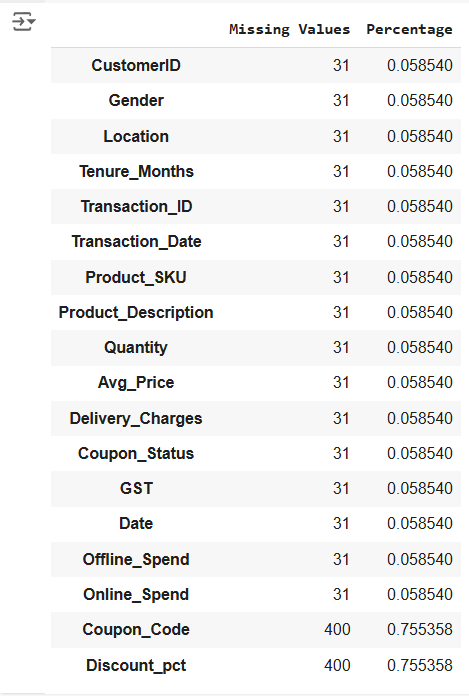 Missing Values Percentage
CustomerID 31 0.058540
Gender 31 0.058540
Location 31 0.058540
Tenure_Months 31 0.058540
Transaction_ID 31 0.058540
Transaction_Date 31 0.058540
Product_SKU 31 0.058540
Product_Description 31 0.058540
Quantity 31 0.058540
Avg_Price 31 0.058540
Delivery_Charges 31 0.058540
Coupon_Status 31 0.058540
GST 31 0.058540
Date 31 0.058540
Offline_Spend 31 0.058540
Online_Spend 31 0.058540
Coupon_Code 400 0.755358
Discount_pct 400 0.755358